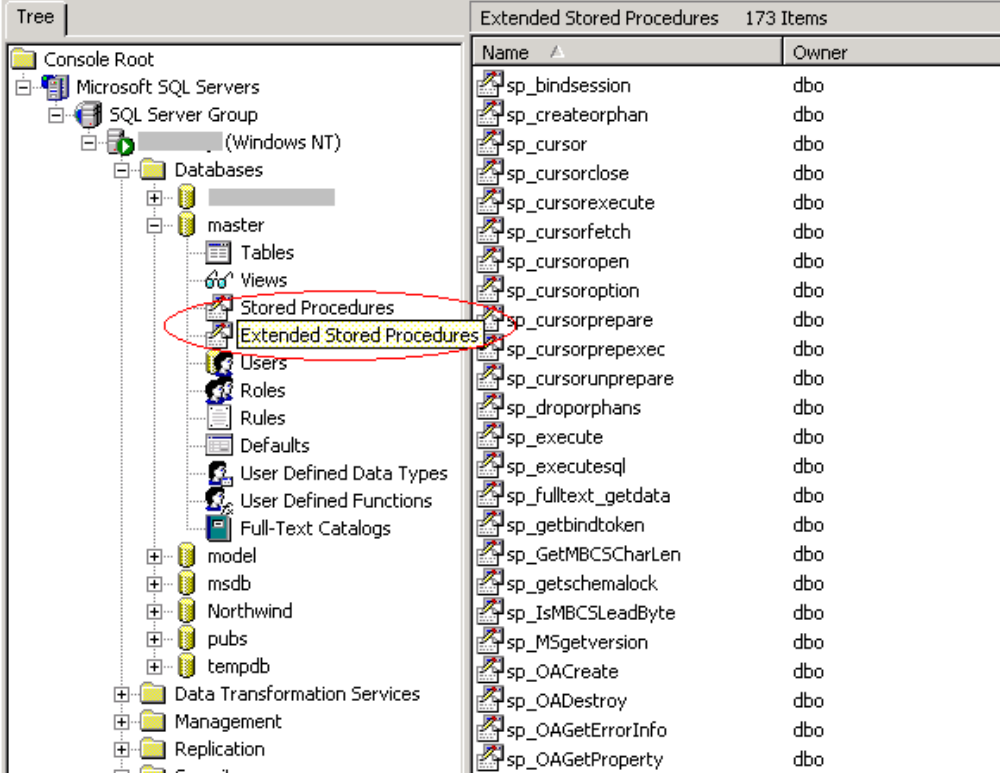 Tree
Console Root
Microsoft SQL Servers
SQL Server Group
(Windows NT)
Databases
master
Tables
Views
Stored Procedures
Extended Stored Procedures
Users
Roles
Rules
Defaults
User Defined Data Types
User Defined Functions
Full-Text Catalogs
model
msdb
Northwind
pubs
tempdb
Data Transformation Services
Management
Replication
Extended Stored Procedures 173 Items
Name Owner
sp_bindsession dbo
sp_createorphan dbo
sp_cursor dbo
sp_cursorclose dbo
sp_cursorexecute dbo
sp_cursorfetch dbo
sp_cursoropen dbo
sp_cursoroption dbo
sp_cursorprepare dbo
sp_cursorprepexec dbo
sp_cursorunprepare dbo
sp_droporphans dbo
sp_execute dbo
sp_executesql dbo
sp_fulltext_getdata dbo
sp_getbindtoken dbo
sp_GetMBCSCharLen dbo
sp_getschemalock dbo
sp_IsMBCSLeadByte dbo
sp_MSgetversion dbo
sp_OACreate dbo
sp_OADestroy dbo
sp_OAGetErrorInfo dbo
sp_OAGetProperty dbo